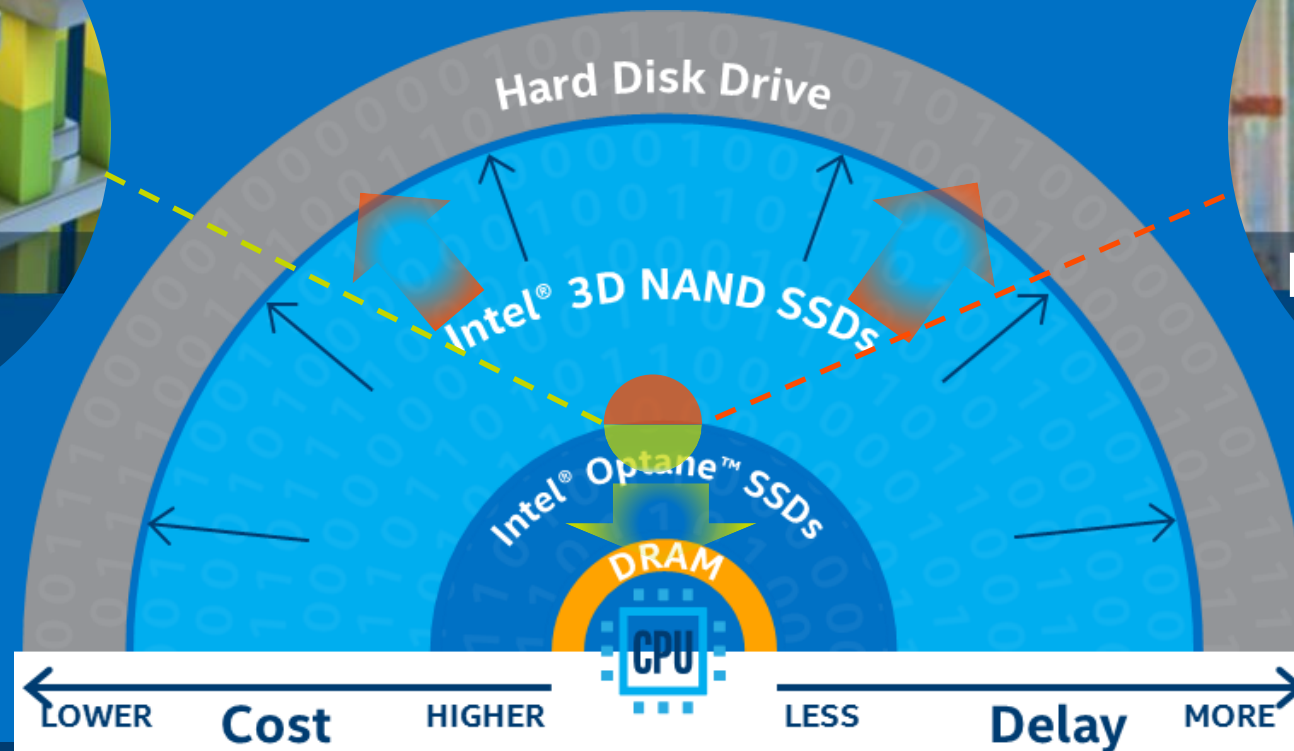 Hard Disk Drive
Intel® 3D NAND SSDs
Intel® Optane™ SSDs
DRAM
CPU
LOWER Cost HIGHER
LESS Delay MORE